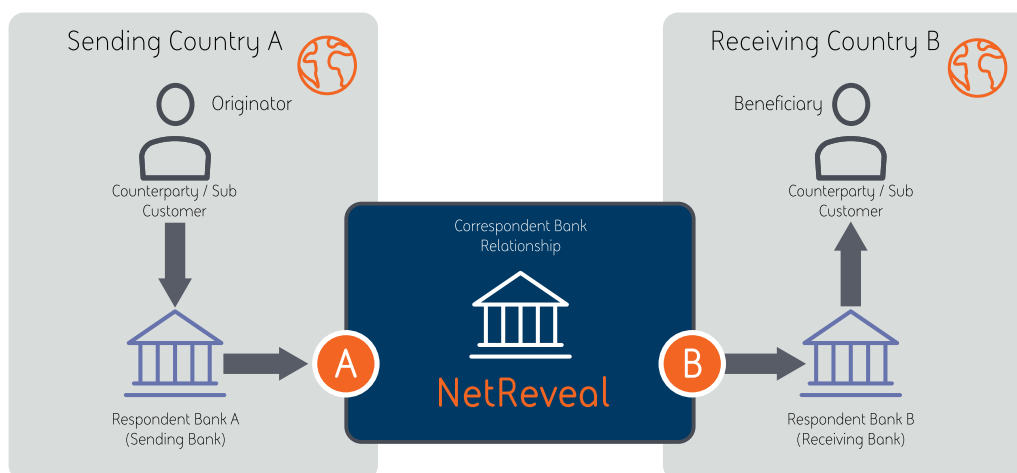 Sending Country A
Originator
Counterparty / Sub
Customer
Respondent Bank A
(Sending Bank)
A
Correspondent Bank
Relationship
NetReveal
B
Receiving Country B
Beneficiary
Counterparty / Sub
Customer
Respondent Bank B
(Receiving Bank)